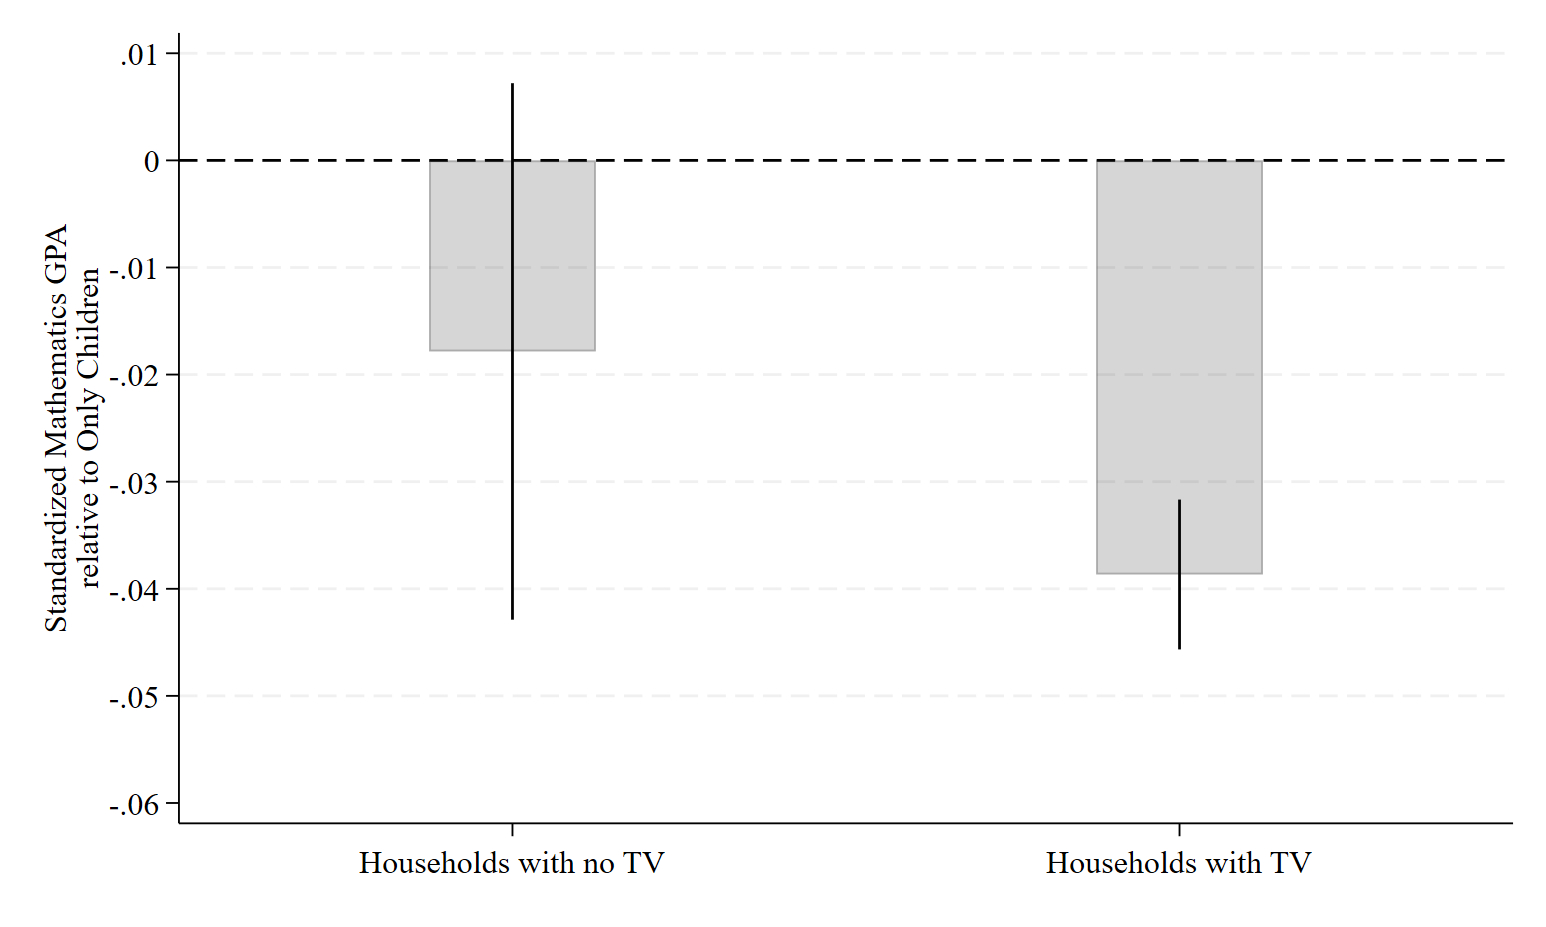 Standardized Mathematics GPA
relative to Only Children
.01
0
-.01
-.02
-.03
-.04
-.05
-.06
Households with no TV
Households with TV